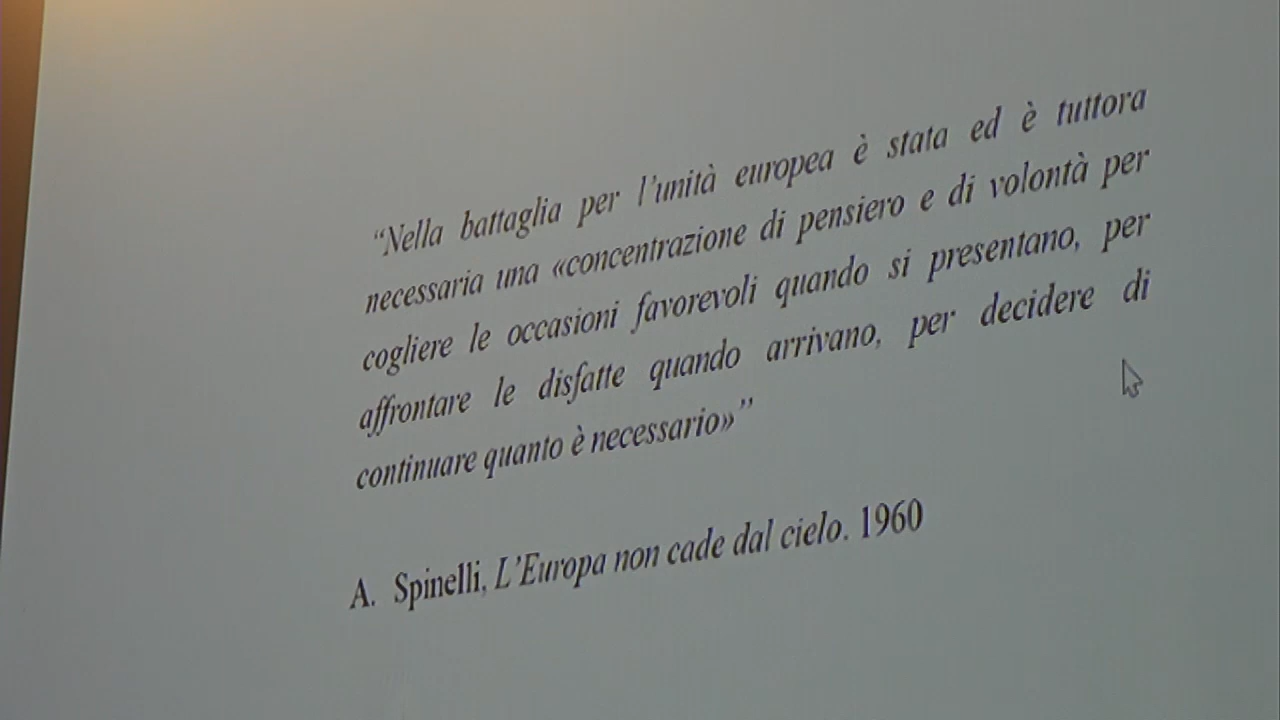 “Nella battaglia per l’unità europea è stata ed è tuttora
necessaria una «concentrazione di pensiero e di volontà per
cogliere le occasioni favorevoli quando si presentano, per
affrontare le disfatte quando arrivano, per decidere di
continuare quanto è necessario»”
A. Spinelli, L’Europa non cade dal cielo. 1960